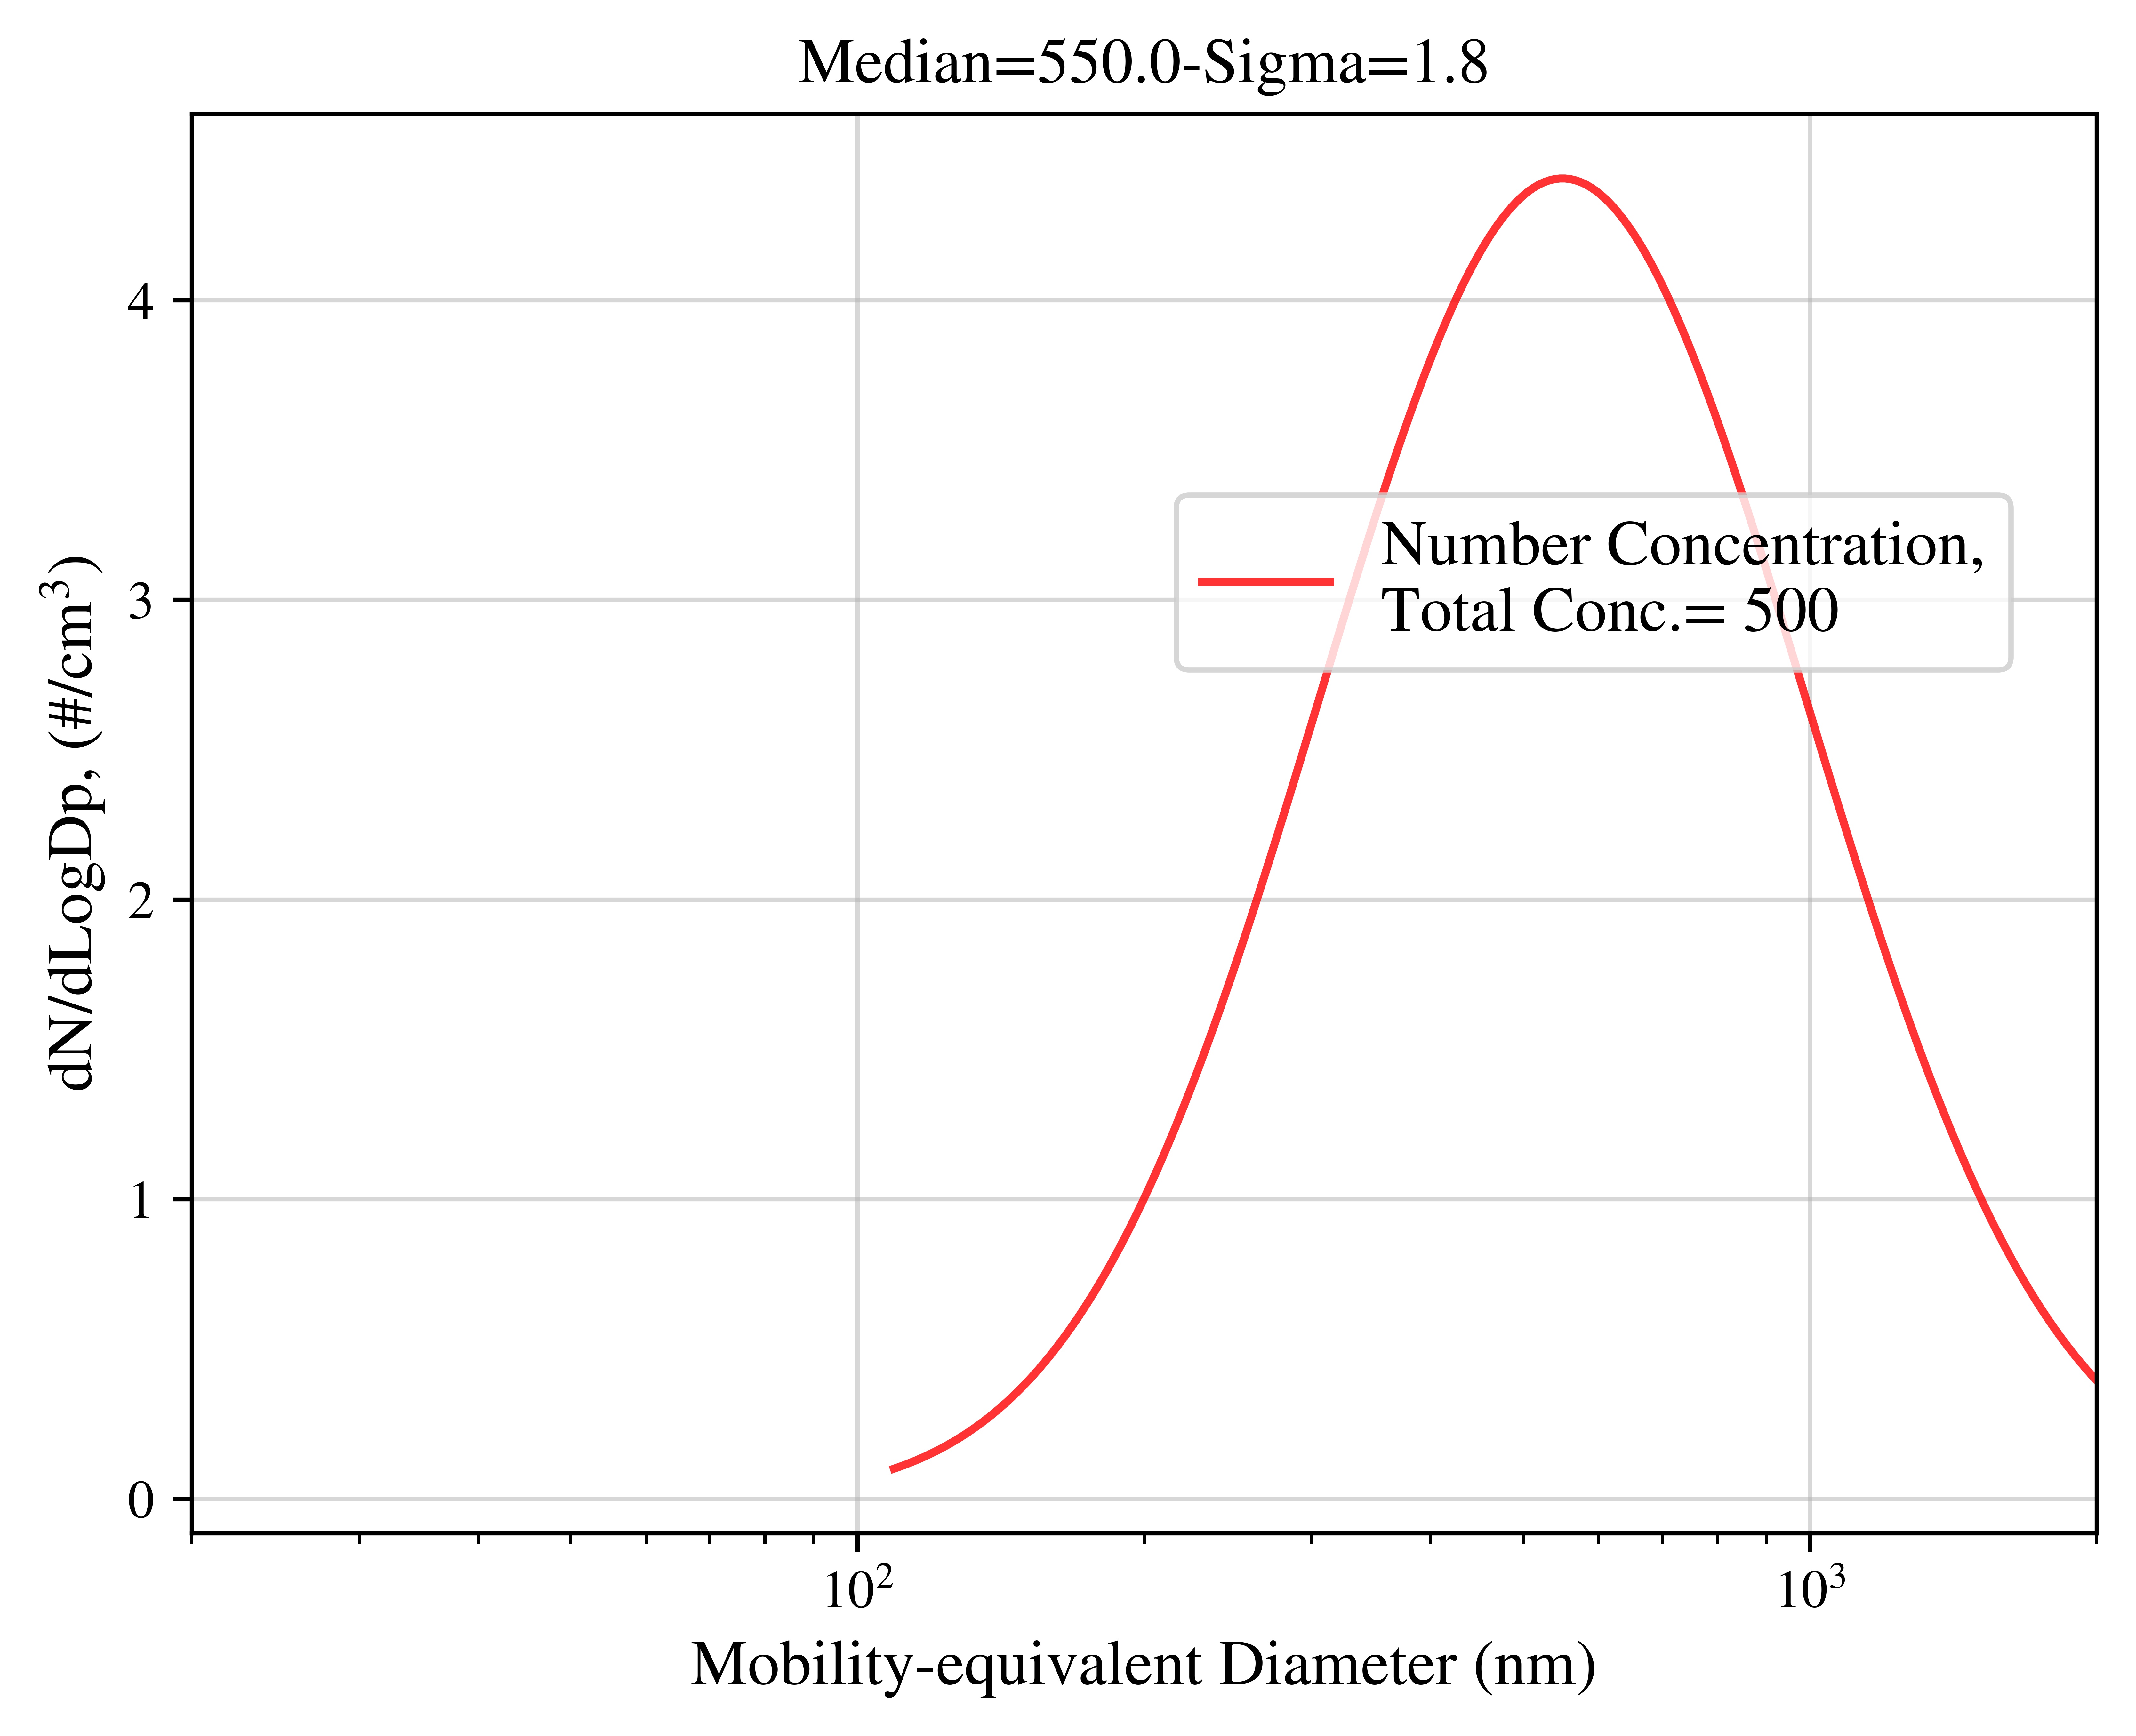 Median=550.0-Sigma=1.8
dN/dLogDp, (#/cm³)
4
3
2
1
0
Number Concentration,
Total Conc.= 500
10²
10³
Mobility-equivalent Diameter (nm)